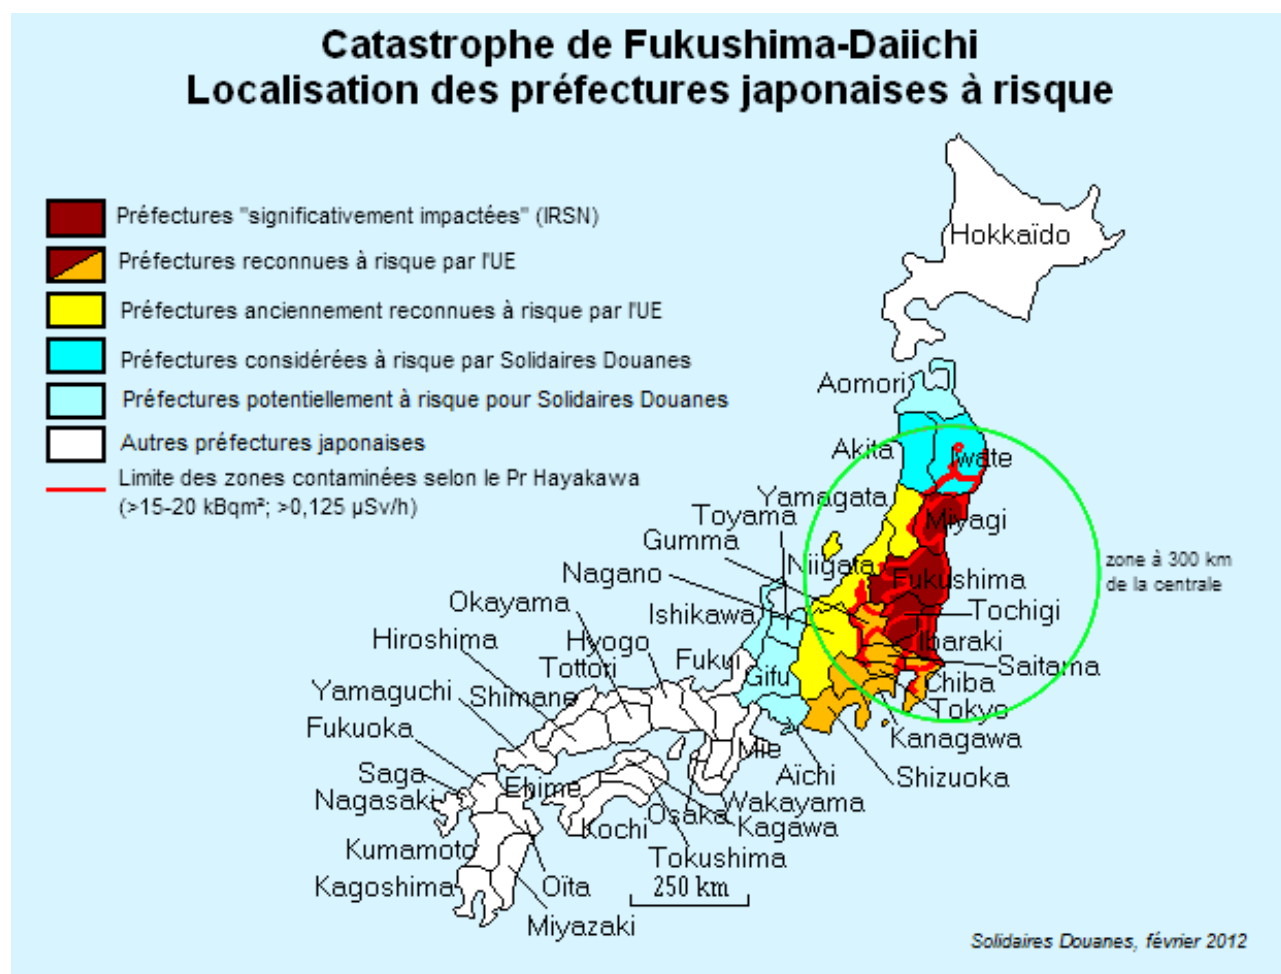 Catastrophe de Fukushima-Daiichi
Localisation des préfectures japonaises à risque
Préfectures "significativement impactées" (IRSN)
Préfectures reconnues à risque par l'UE
Préfectures anciennement reconnues à risque par l'UE
Préfectures considérées à risque par Solidaires Douanes
Préfectures potentiellement à risque pour Solidaires Douanes
Autres préfectures japonaises
Limite des zones contaminées selon le Pr Hayakawa
(>15-20 kBqm²; >0,125 µSv/h)
Hokkaïdo
Aomori
Akita
Iwate
Yamagata
Miyagi
Toyama
Gumma
Niigata
Fukushima
zone à 300 km
de la centrale
Nagano
Okayama
Ishikawa
Tochigi
Hiroshima
Hyogo
Ibaraki
Tottori
Fukui
Saitama
Yamaguchi
Shimane
Gifu
Chiba
Tokyo
Fukuoka
Kanagawa
Mie
Saga
Aïchi
Shizuoka
Ehime
Nagasaki
Wakayama
Osaka
Kagawa
Kochi
Kumamoto
Tokushima
Kagoshima
Oïta
250 km
Miyazaki
Solidaires Douanes, février 2012